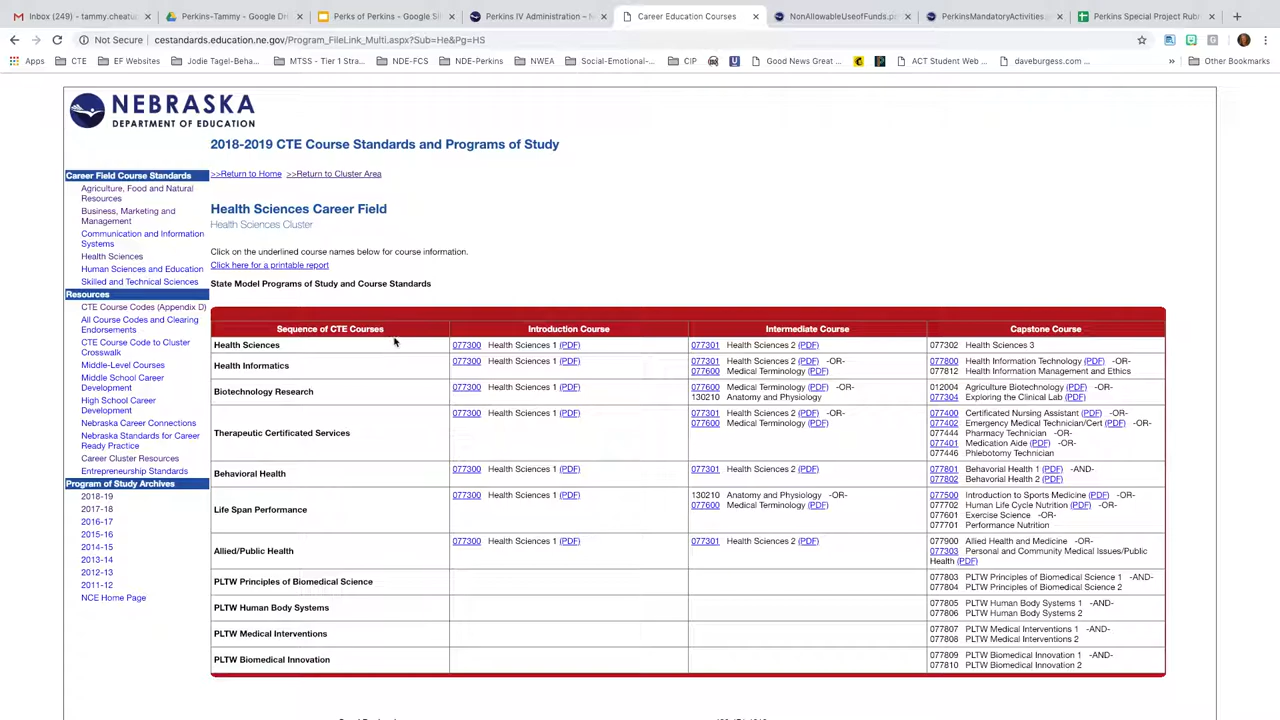 Inbox (18) - tammy.cheatu
Perkins-Tammy - Google Dri
Perks of Perkins - Google Sli
Perkins IV Administration –
Career Education Courses
NonAllowableUseofFunds.p
PerkinsMandatoryActivities.
Perkins Special Project Rubr
Not Secure
cestandards.education.ne.gov/Program_FileLink_Multi.aspx?Sub=He&Pg=HS
Apps
CTE
EF Websites
Jodie Tagel-Beha...
MTSS - Tier 1 Stra...
NDE-FCS
NDE-Perkins
NWEA
Social-Emotional-...
CIP
Good News Great ...
ACT Student Web ...
daveburgess.com...
Other Bookmarks
NEBRASKA
DEPARTMENT OF EDUCATION
2018-2019 CTE Course Standards and Programs of Study
>>Return to Home >>Return to Cluster Area
Career Field Course Standards
Agriculture, Food and Natural
Resources
Business, Marketing and
Management
Communication and Information
Systems
Health Sciences
Human Sciences and Education
Skilled and Technical Sciences
Resources
CTE Course Codes (Appendix D)
All Course Codes and Clearing
Endorsements
CTE Course Code to Cluster
Crosswalk
Middle-Level Courses
Middle School Career
Development
High School Career
Development
Nebraska Career Connections
Nebraska Standards for Career
Ready Practice
Career Cluster Resources
Entrepreneurship Standards
Program of Study Archives
2018-19
2017-18
2016-17
2015-16
2014-15
2013-14
2012-13
2011-12
NCE Home Page
Health Sciences Career Field
Health Sciences Cluster
Click on the underlined course names below for course information.
Click here for a printable report
State Model Programs of Study and Course Standards
Sequence of CTE Courses Introduction Course Intermediate Course Capstone Course
Health Sciences 077300 Health Sciences 1 (PDF) 077301 Health Sciences 2 (PDF) 077302 Health Sciences 3
Health Informatics
077300 Health Sciences 1 (PDF)
077301 Health Sciences 2 (PDF) -OR-
077600 Medical Terminology (PDF)
077800 Health Information Technology (PDF) -OR-
077812 Health Information Management and Ethics
Biotechnology Research
077300 Health Sciences 1 (PDF)
077600 Medical Terminology (PDF) -OR-
130210 Anatomy and Physiology
012004 Agriculture Biotechnology (PDF) -OR-
077304 Exploring the Clinical Lab (PDF)
Therapeutic Certificated Services
077300 Health Sciences 1 (PDF)
077301 Health Sciences 2 (PDF) -OR-
077600 Medical Terminology (PDF)
077400 Certificated Nursing Assistant (PDF) -OR-
077402 Emergency Medical Technician/Cert (PDF) -OR-
077444 Pharmacy Technician -OR-
077401 Medication Aide (PDF) -OR-
077446 Phlebotomy Technician
Behavioral Health
077300 Health Sciences 1 (PDF)
077301 Health Sciences 2 (PDF)
077801 Behavorial Health 1 (PDF) -AND-
077802 Behavorial Health 2 (PDF)
Life Span Performance
077300 Health Sciences 1 (PDF)
130210 Anatomy and Physiology -OR-
077600 Medical Terminology (PDF)
077500 Introduction to Sports Medicine (PDF) -OR-
077702 Human Life Cycle Nutrition (PDF) -OR-
077601 Exercise Science -OR-
077701 Performance Nutrition
Allied/Public Health
077300 Health Sciences 1 (PDF)
077301 Health Sciences 2 (PDF)
077900 Allied Health and Medicine -OR-
077303 Personal and Community Medical Issues/Public
Health (PDF)
PLTW Principles of Biomedical Science
077803 PLTW Principles of Biomedical Science 1 -AND-
077804 PLTW Principles of Biomedical Science 2
PLTW Human Body Systems
077805 PLTW Human Body Systems 1 -AND-
077806 PLTW Human Body Systems 2
PLTW Medical Interventions
077807 PLTW Medical Interventions 1 -AND-
077808 PLTW Medical Interventions 2
PLTW Biomedical Innovation
077809 PLTW Biomedical Innovation 1 -AND-
077810 PLTW Biomedical Innovation 2